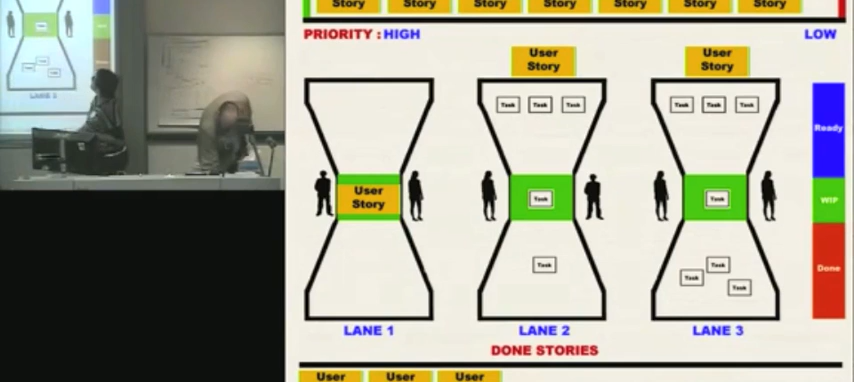 Story Story Story Story Story Story
PRIORITY : HIGH LOW
User Story
User Story
Task Task Task
Task Task Task
Ready
User Story
Task
Task
WIP
Task
Task
Task
Task
Done
LANE 1 LANE 2 LANE 3
DONE STORIES
User User User
LANE 3